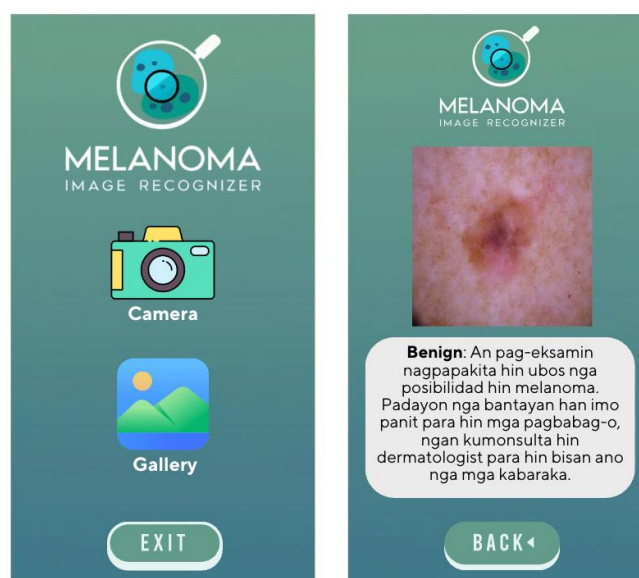 MELANOMA
IMAGE RECOGNIZER
Camera
Gallery
EXIT
MELANOMA
IMAGE RECOGNIZER
Benign: An pag-eksamin
nagpapakita hin ubos nga
posibilidad hin melanoma.
Padayon nga bantayan han imo
panit para hin mga pagbabag-o,
ngan kumonsulta hin
dermatologist para hin bisan ano
nga mga kabaraka.
BACK